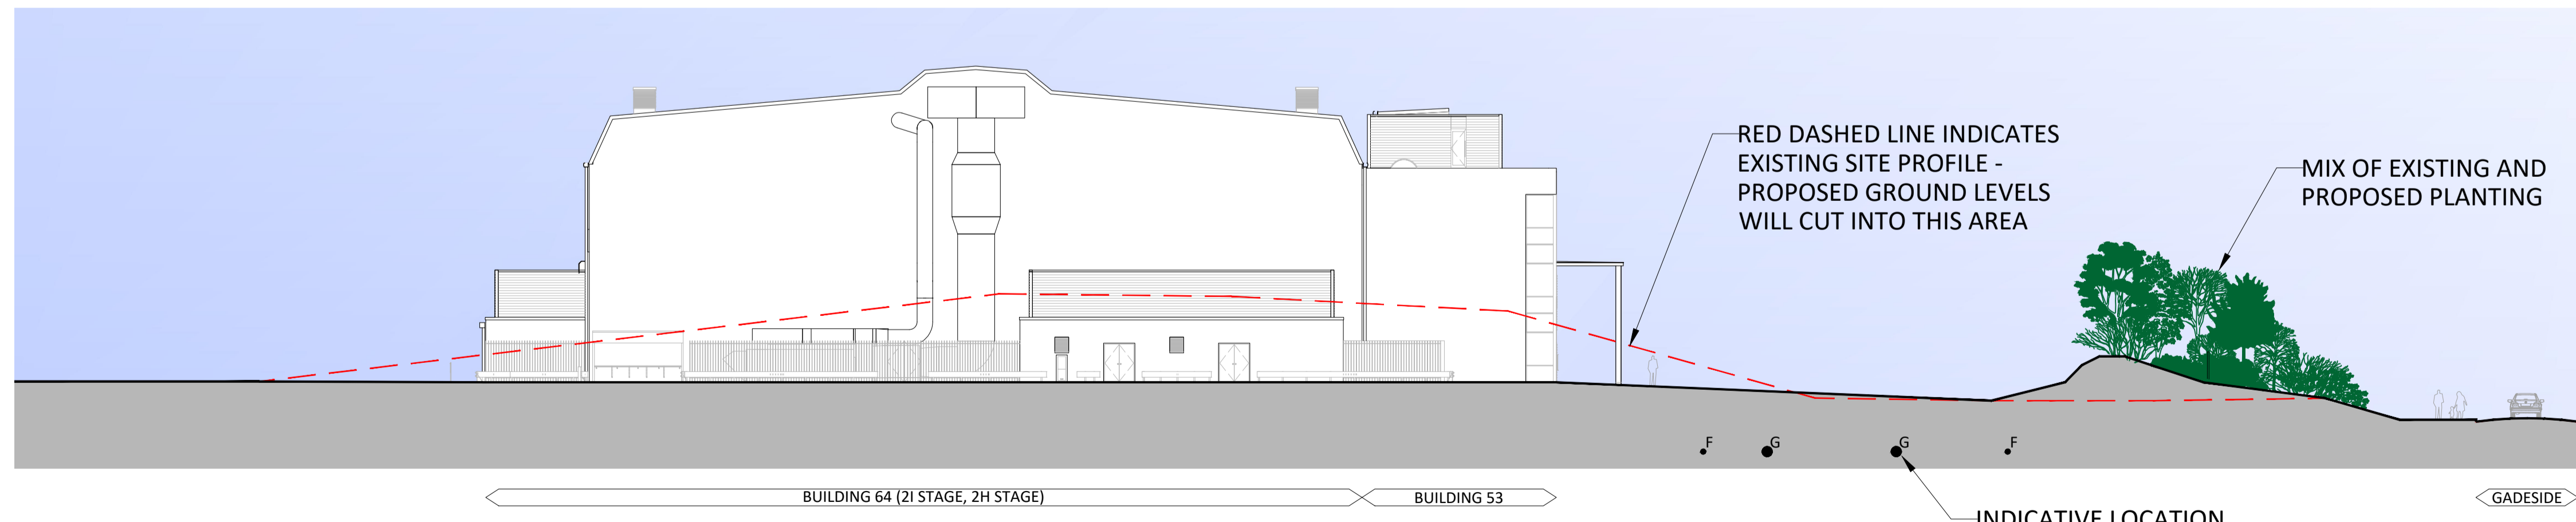 RED DASHED LINE INDICATES
EXISTING SITE PROFILE -
PROPOSED GROUND LEVELS
WILL CUT INTO THIS AREA
MIX OF EXISTING AND
PROPOSED PLANTING
F
G
G
F
BUILDING 64 (2I STAGE, 2H STAGE)
BUILDING 53
GADESIDE
INDICATIVE LOCATION